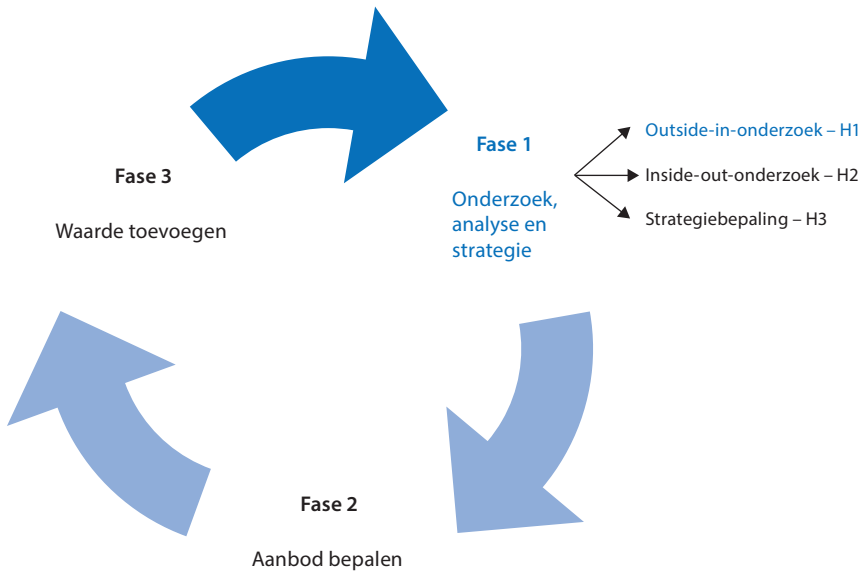 Fase 1
Onderzoek,
analyse en
strategie
Outside-in-onderzoek – H1
Inside-out-onderzoek – H2
Strategiebepaling – H3
Fase 2
Aanbod bepalen
Fase 3
Waarde toevoegen